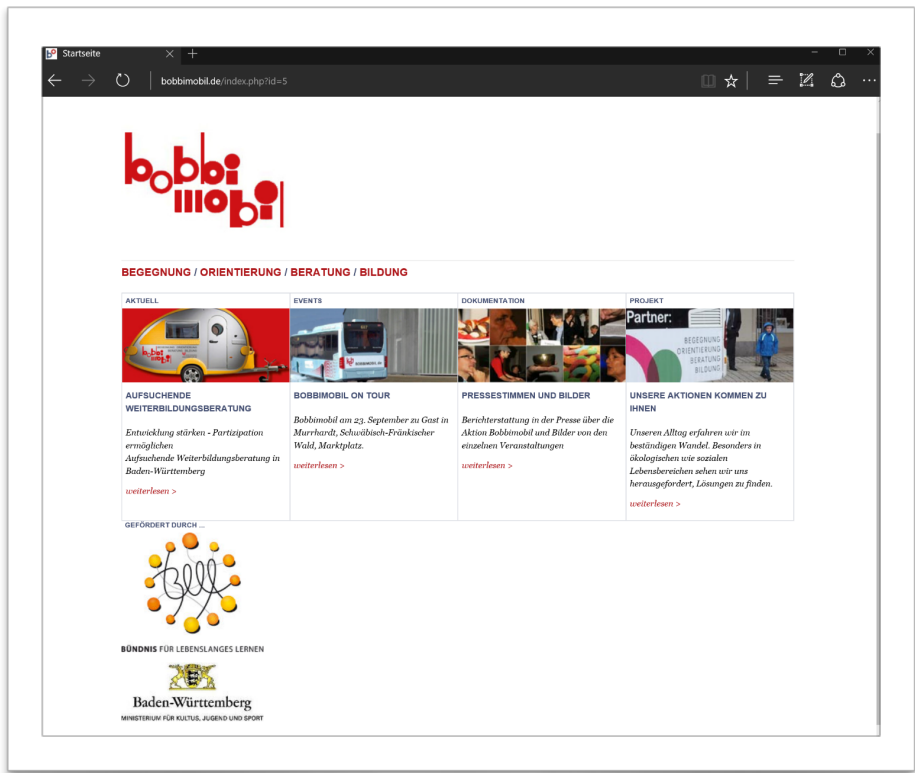 Startseite
bobbimobil.de/index.php?id=5
bobbi
mobil
BEGEGNUNG / ORIENTIERUNG / BERATUNG / BILDUNG
AKTUELL
AUFSUCHENDE
WEITERBILDUNGSBERATUNG
Entwicklung stärken - Partizipation
ermöglichen
Aufsuchende Weiterbildungsberatung in
Baden-Württemberg
weiterlesen >
EVENTS
BOBBIMOBIL ON TOUR
Bobbimobil am 23. September zu Gast in
Murrhardt, Schwäbisch-Fränkischer
Wald, Marktplatz.
weiterlesen >
DOKUMENTATION
PRESSESTIMMEN UND BILDER
Berichterstattung in der Presse über die
Aktion Bobbimobil und Bilder von den
einzelnen Veranstaltungen
weiterlesen >
PROJEKT
Partner:
BEGEGNUNG
ORIENTIERUNG
BERATUNG
BILDUNG
UNSERE AKTIONEN KOMMEN ZU
IHNEN
Unseren Alltag erfahren wir im
beständigen Wandel. Besonders in
ökologischen wie sozialen
Lebensbereichen sehen wir uns
herausgefordert, Lösungen zu finden.
weiterlesen >
GEFÖRDERT DURCH ...
BÜNDNIS FÜR LEBENSLANGES LERNEN
Baden-Württemberg
MINISTERIUM FÜR KULTUS, JUGEND UND SPORT